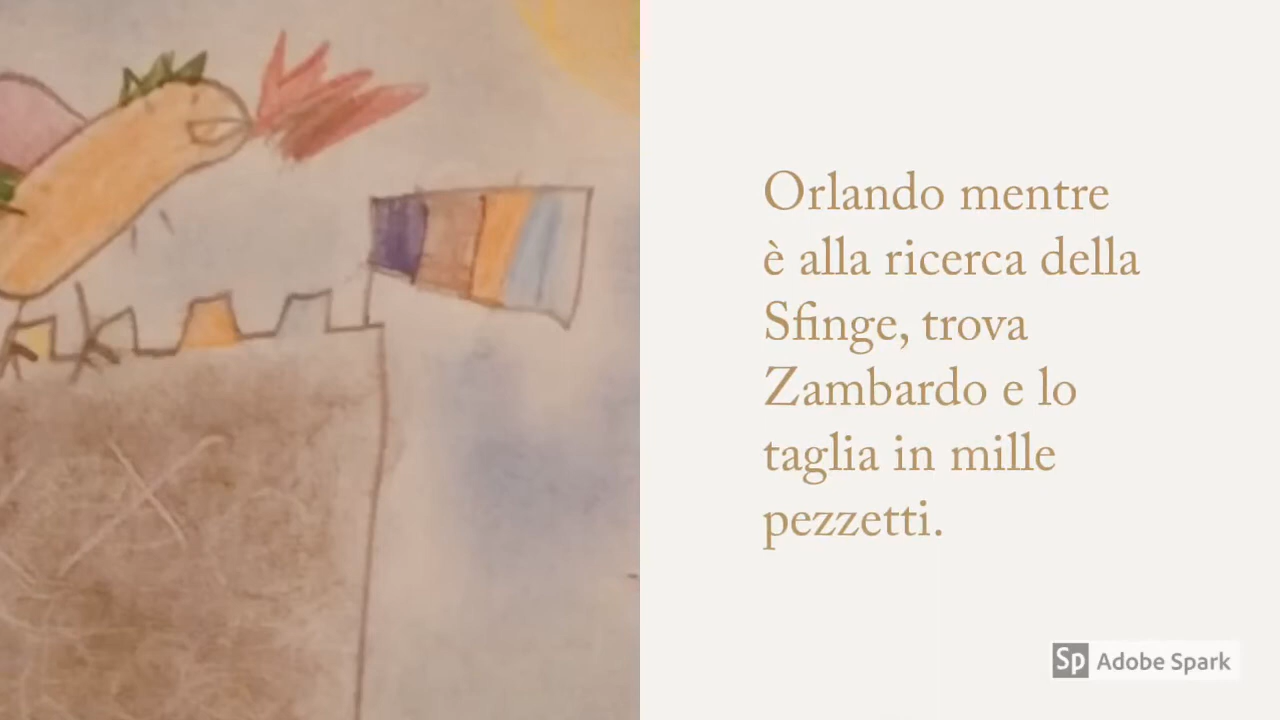 Orlando mentre
è alla ricerca della
Sfinge, trova
Zambardo e lo
taglia in mille
pezzetti.
Sp Adobe Spark